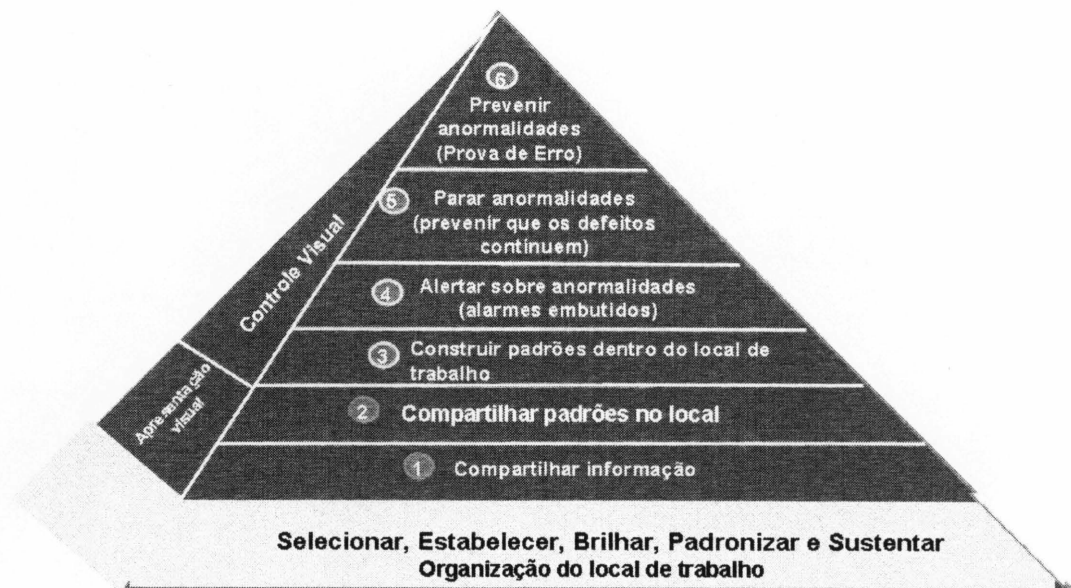 6
Prevenir
anormalidades
(Prova de Erro)
5
Parar anormalidades
(prevenir que os defeitos
continuem)
Controle Visual
4
Alertar sobre anormalidades
(alarmes embutidos)
3
Construir padrões dentro do local de
trabalho
Apresentação
visual
2
Compartilhar padrões no local
1
Compartilhar informação
Selecionar, Estabelecer, Brilhar, Padronizar e Sustentar
Organização do local de trabalho